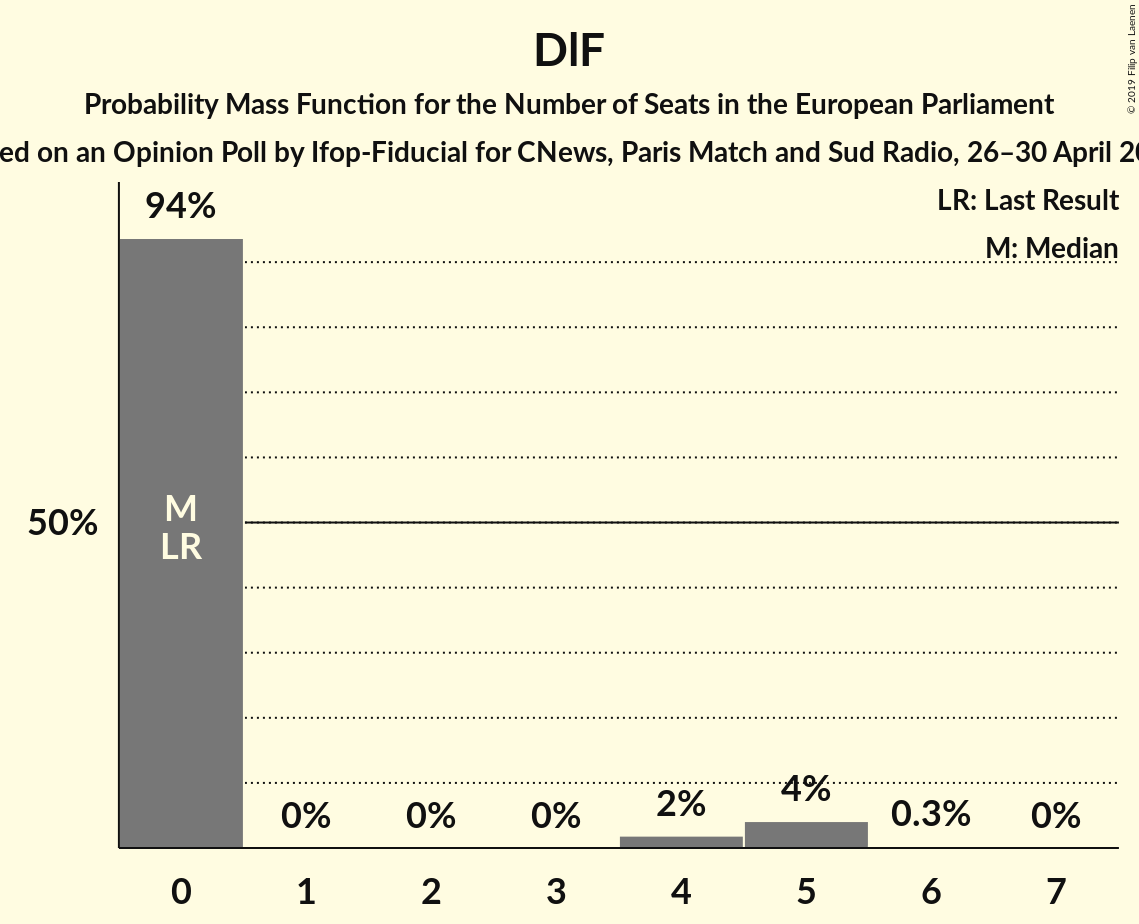 DlF
Probability Mass Function for the Number of Seats in the European Parliament
ed on an Opinion Poll by Ifop-Fiducial for CNews, Paris Match and Sud Radio, 26–30 April 20
© 2019 Filip van Laenen
LR: Last Result
M: Median
94%
50%
M
LR
0%
0%
0%
2%
4%
0.3%
0%
0 1 2 3 4 5 6 7